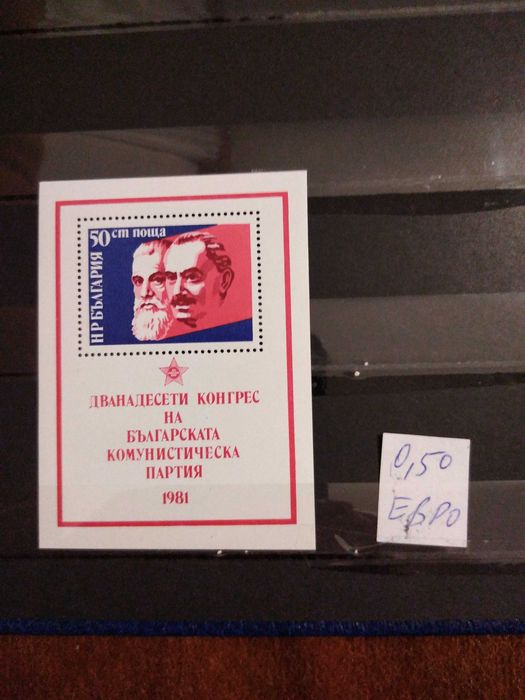 50 ст поща
НР БЪЛГАРИЯ
ДВАНАДЕСЕТИ КОНГРЕС
НА
БЪЛГАРСКАТА
КОМУНИСТИЧЕСКА
ПАРТИЯ
1981
0,50
ЕВРО